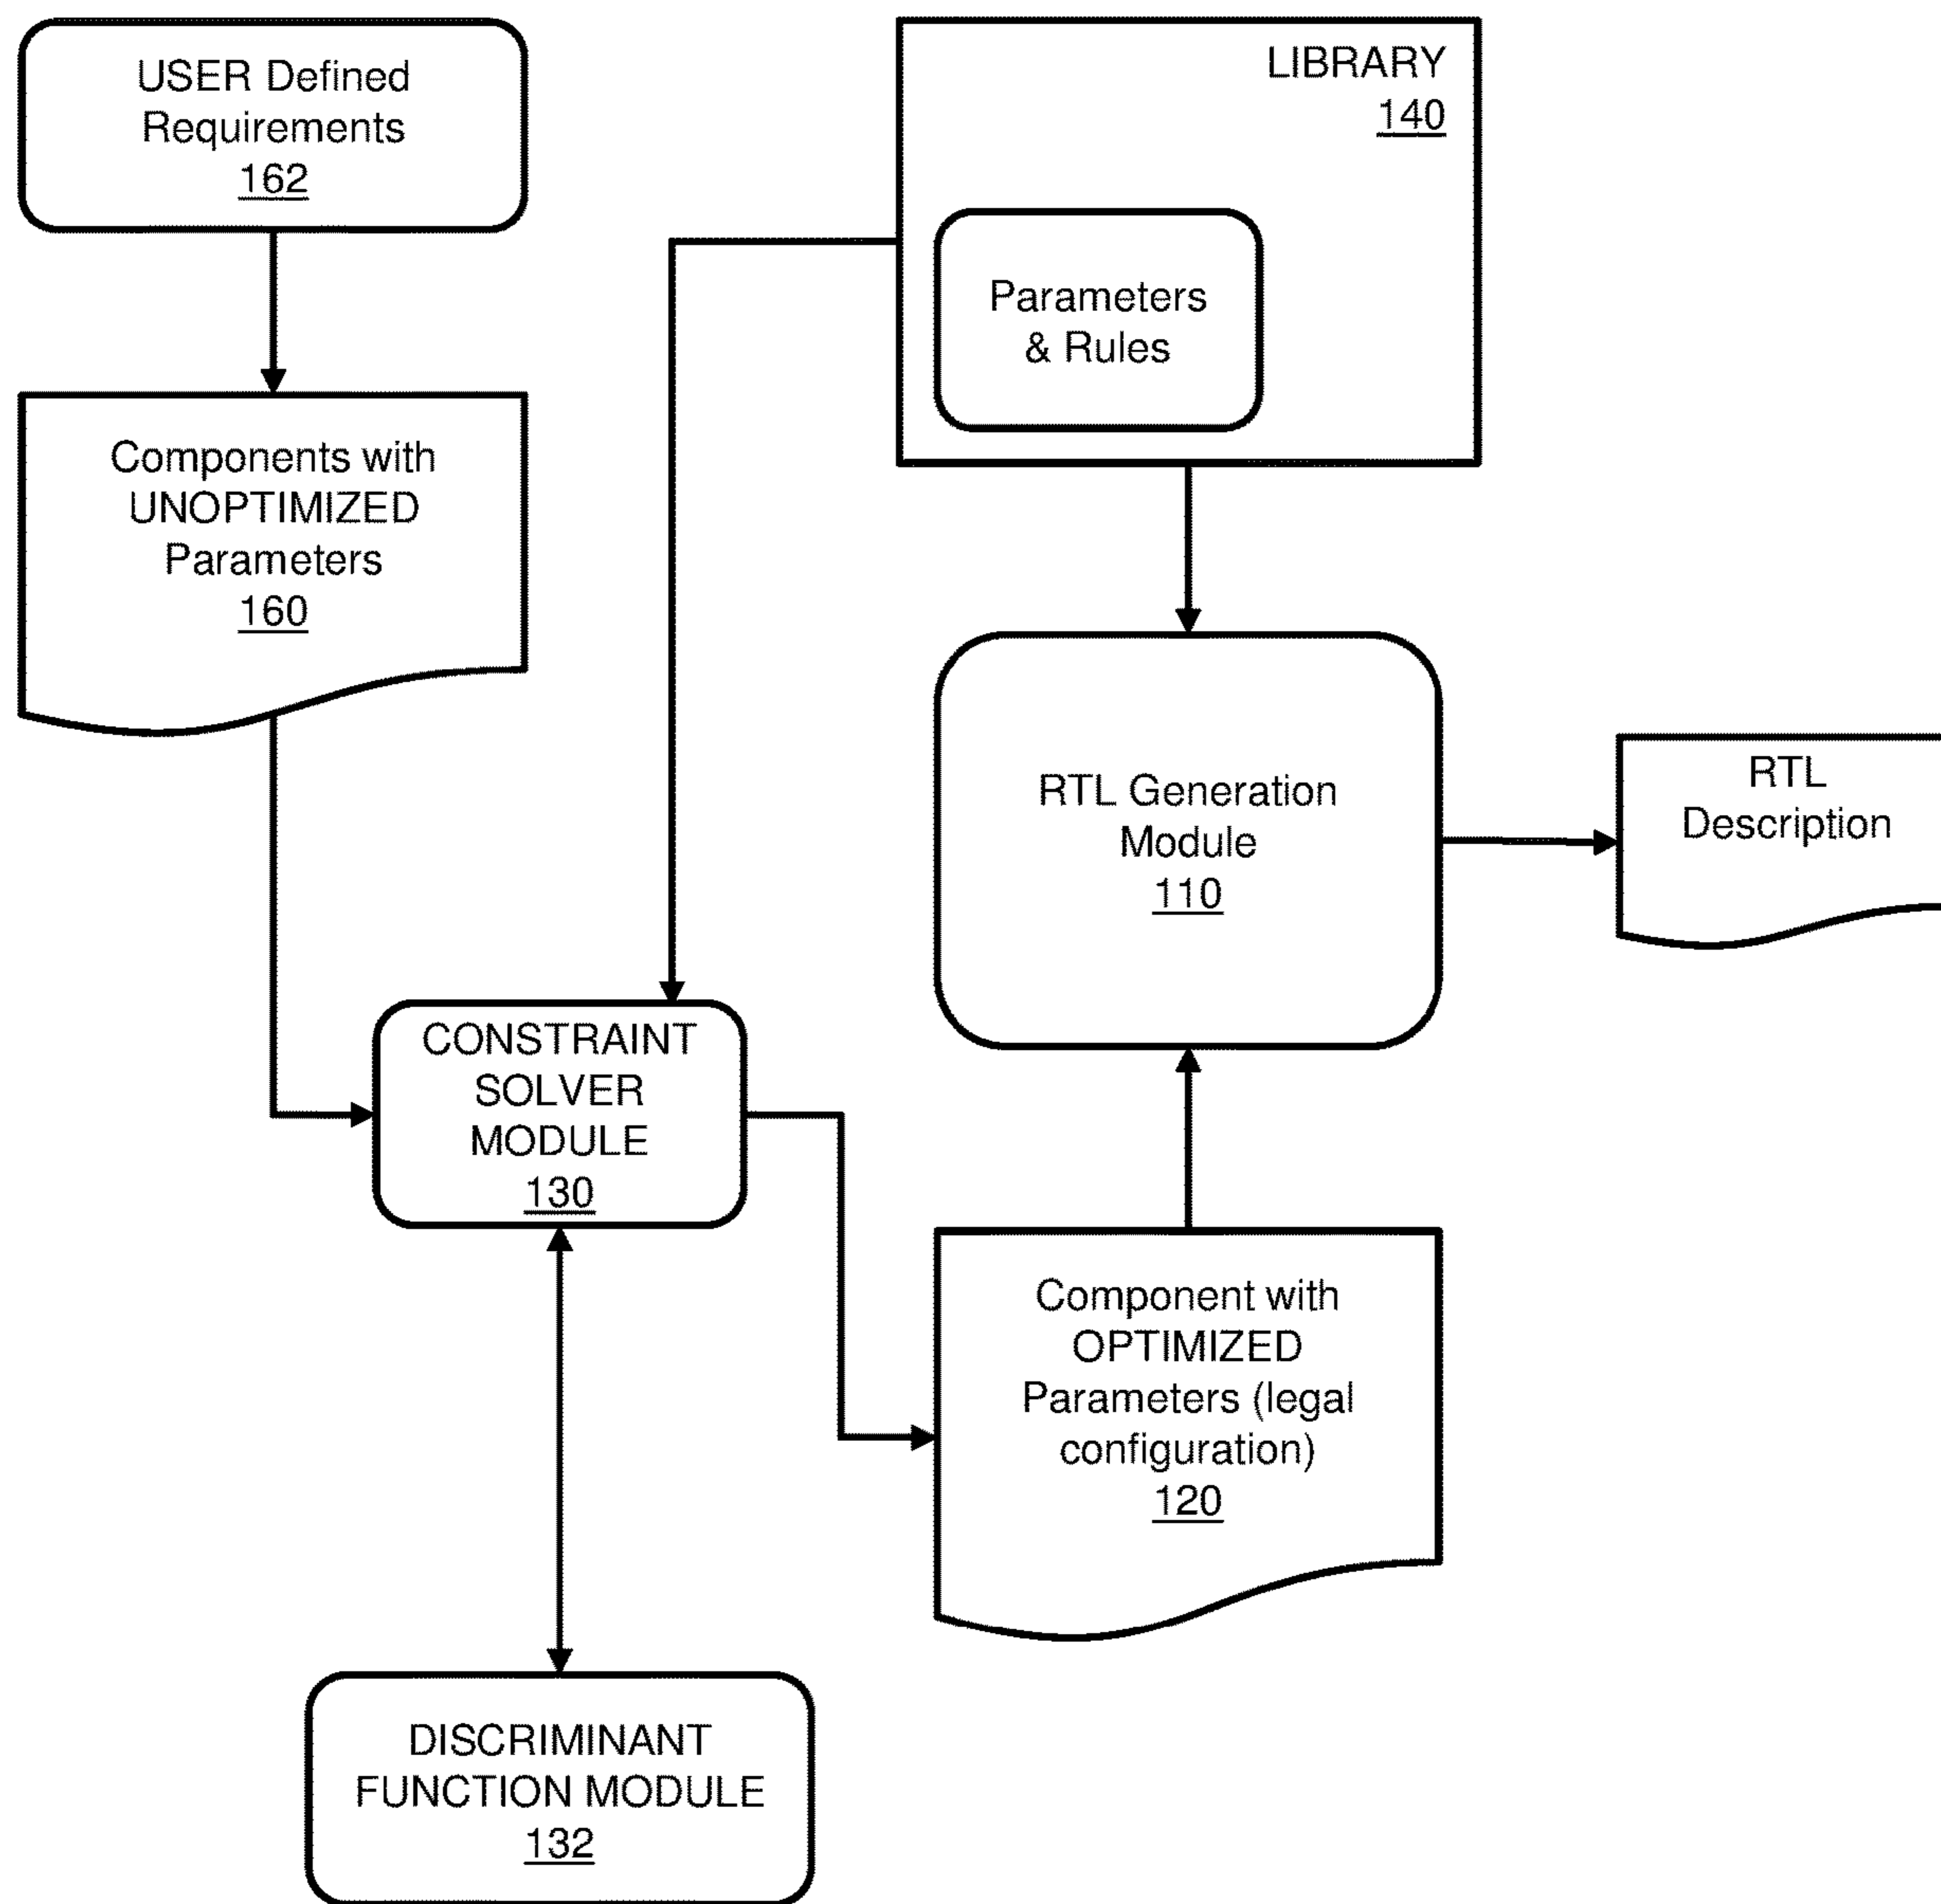 USER Defined
Requirements
162
LIBRARY
140
Parameters
& Rules
Components with
UNOPTIMIZED
Parameters
160
RTL Generation
Module
110
RTL
Description
CONSTRAINT
SOLVER
MODULE
130
Component with
OPTIMIZED
Parameters (legal
configuration)
120
DISCRIMINANT
FUNCTION MODULE
132